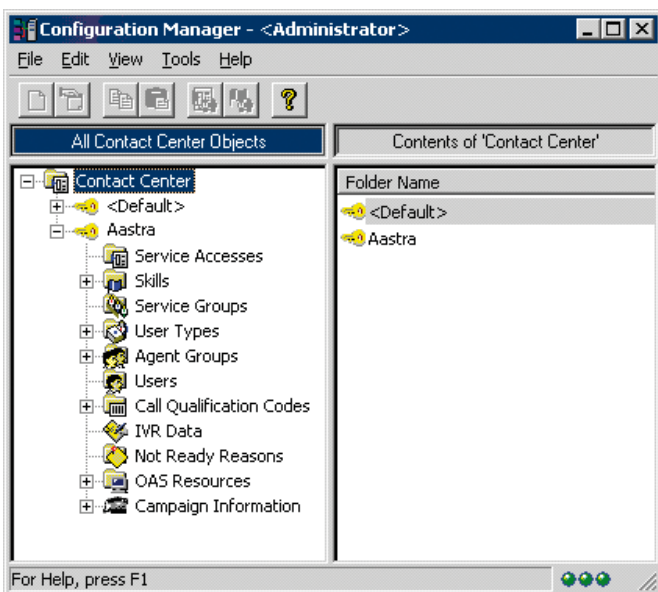 Configuration Manager - <Administrator>
File Edit View Tools Help
All Contact Center Objects
Contents of 'Contact Center'
Contact Center
<Default>
Aastra
Service Accesses
Skills
Service Groups
User Types
Agent Groups
Users
Call Qualification Codes
IVR Data
Not Ready Reasons
OAS Resources
Campaign Information
Folder Name
<Default>
Aastra
For Help, press F1